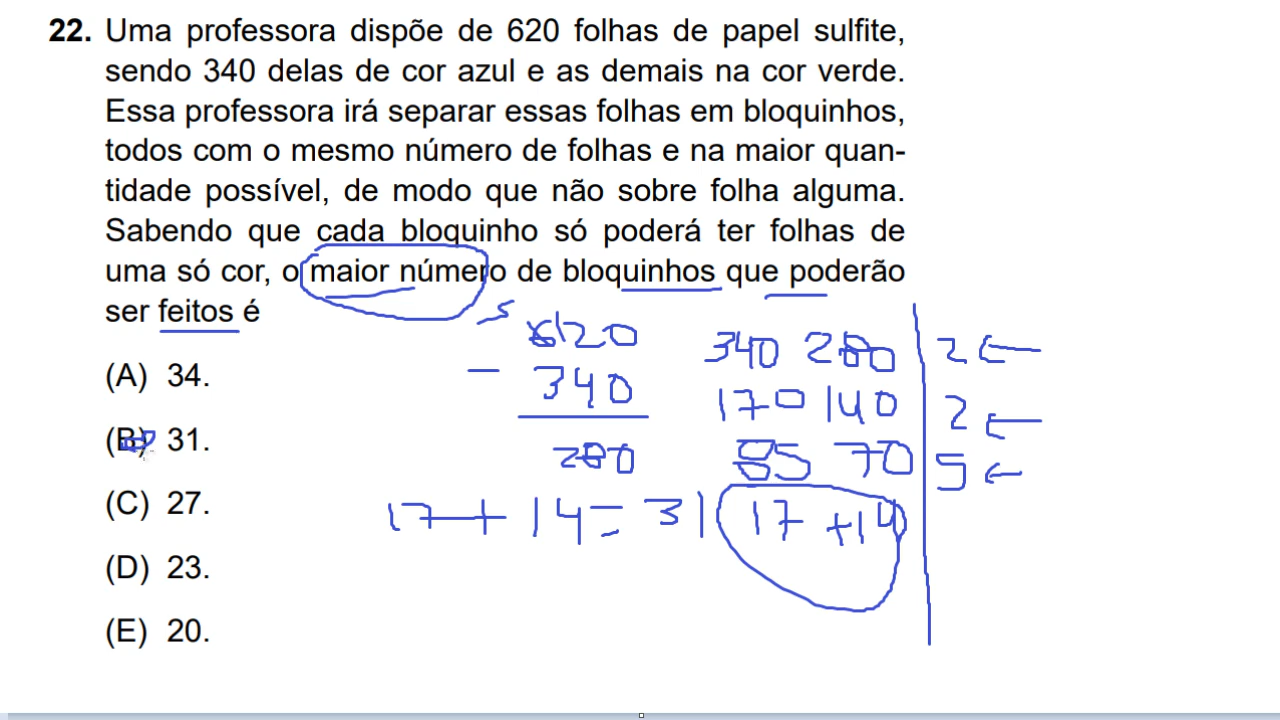 22. Uma professora dispõe de 620 folhas de papel sulfite,
sendo 340 delas de cor azul e as demais na cor verde.
Essa professora irá separar essas folhas em bloquinhos,
todos com o mesmo número de folhas e na maior quan-
tidade possível, de modo que não sobre folha alguma.
Sabendo que cada bloquinho só poderá ter folhas de
uma só cor, o maior número de bloquinhos que poderão
ser feitos é
(A) 34.
(B) 31.
(C) 27.
(D) 23.
(E) 20.
5
6120
- 340
280
340 280 2
170 140 2
85 70 5
17 + 14
17 + 14 = 31